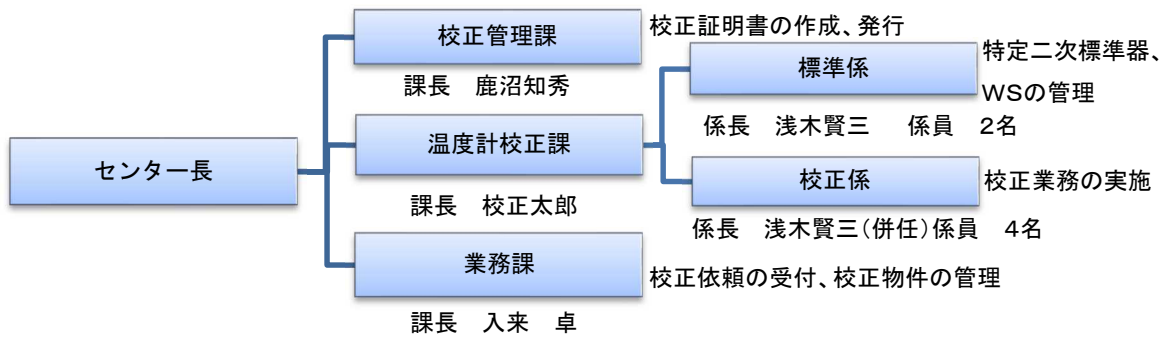 校正管理課
校正証明書の作成、発行
課長　鹿沼知秀
標準係
特定二次標準器、
WSの管理
係長　浅木賢三　係員　2名
センター長
温度計校正課
課長　校正太郎
校正係
校正業務の実施
係長　浅木賢三(併任)係員　4名
業務課
校正依頼の受付、校正物件の管理
課長　入来　卓